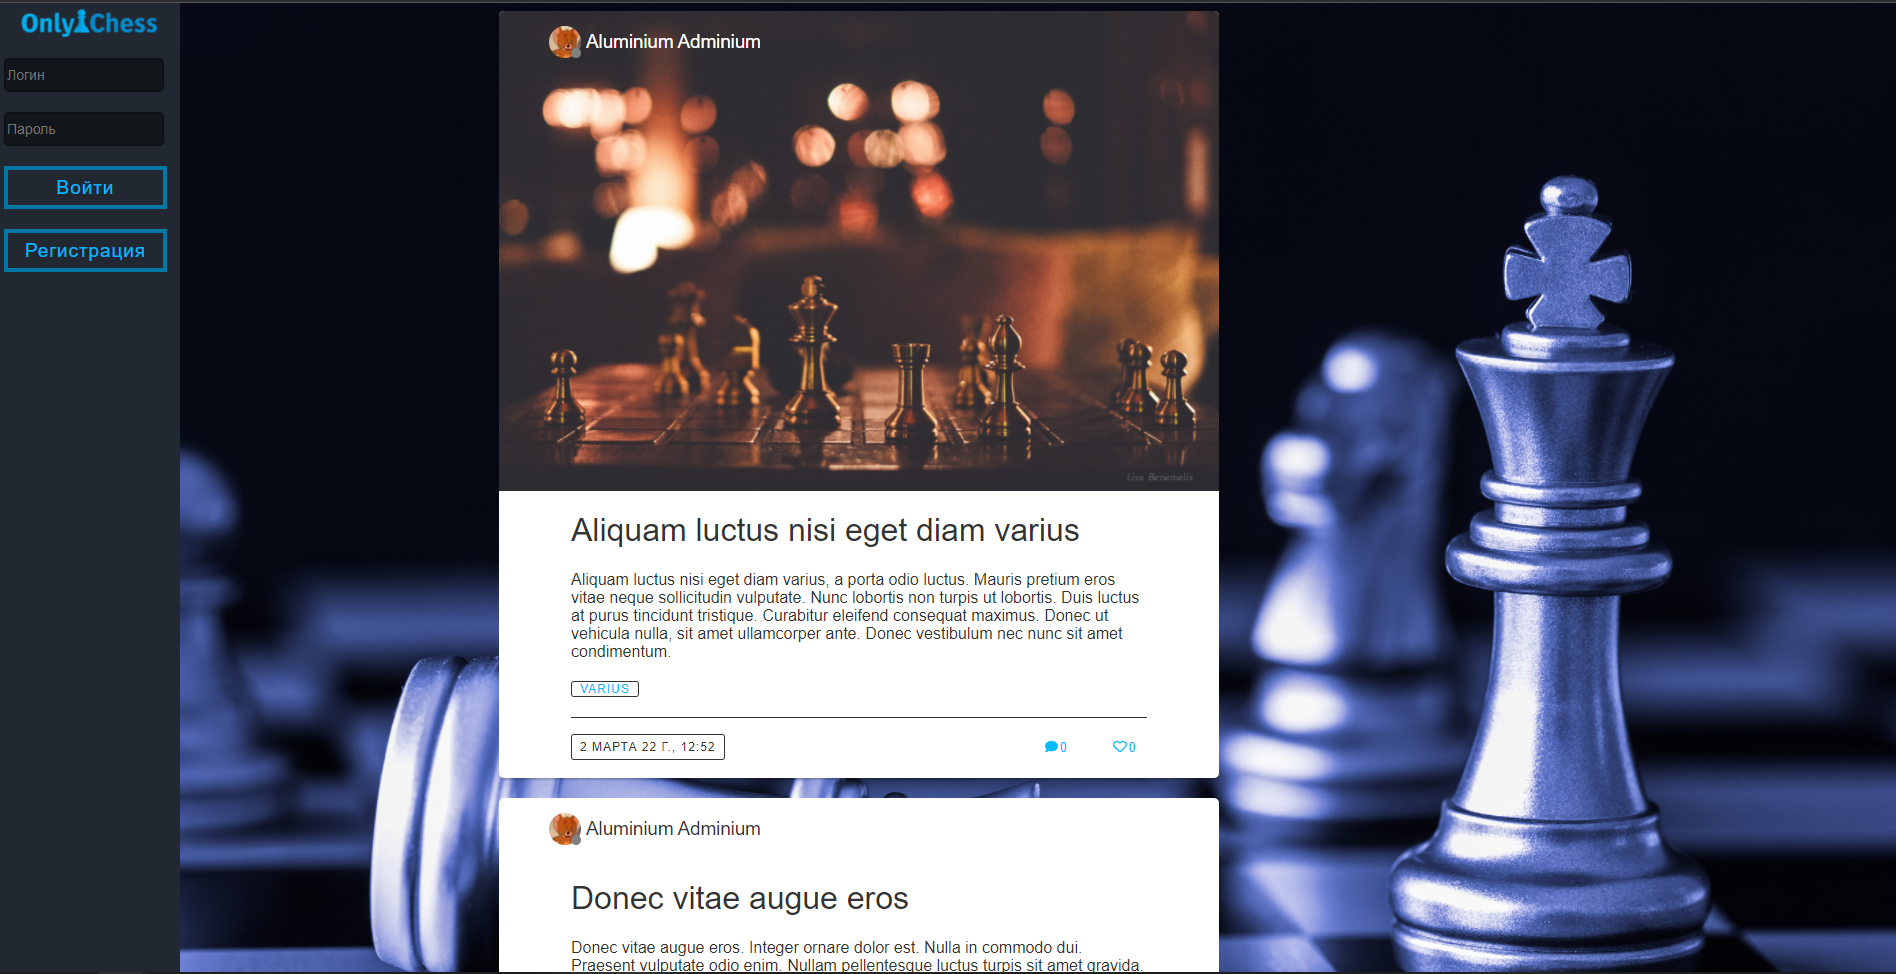 OnlyChess
Логин
Пароль
Войти
Регистрация
Aluminium Adminium
Lisa Benemelis
Aliquam luctus nisi eget diam varius
Aliquam luctus nisi eget diam varius, a porta odio luctus. Mauris pretium eros
vitae neque sollicitudin vulputate. Nunc lobortis non turpis ut lobortis. Duis luctus
at purus tincidunt tristique. Curabitur eleifend consequat maximus. Donec ut
vehicula nulla, sit amet ullamcorper ante. Donec vestibulum nec nunc sit amet
condimentum.
VARIUS
2 МАРТА 22 Г., 12:52
0
0
Aluminium Adminium
Donec vitae augue eros
Donec vitae augue eros. Integer ornare dolor est. Nulla in commodo dui.
Praesent vulputate odio enim. Nullam pellentesque luctus turpis sit amet gravida.